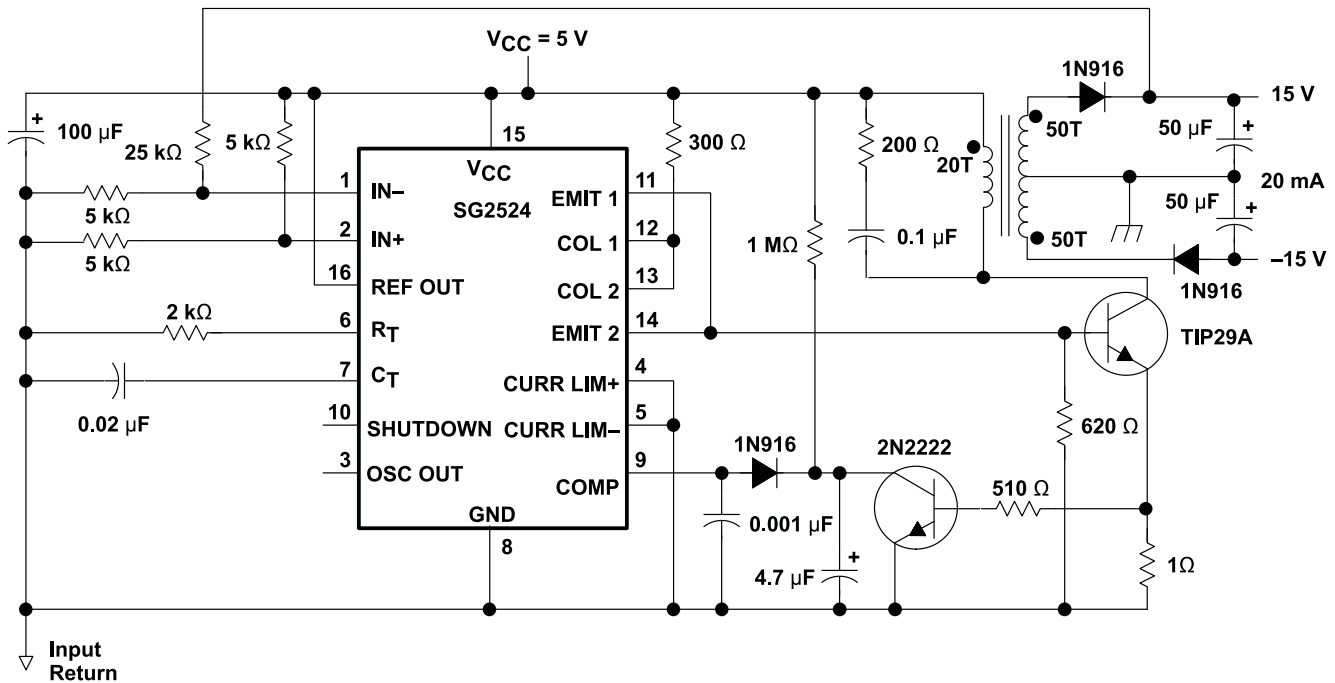 VCC = 5 V
1N916
15 V
100 µF
25 kΩ
5 kΩ
15
300 Ω
200 Ω
20T
50T
50 µF
VCC
SG2524
20 mA
5 kΩ
1
IN–
EMIT 1
11
50 µF
5 kΩ
2
IN+
COL 1
12
1 MΩ
0.1 µF
50T
–15 V
16
REF OUT
COL 2
13
1N916
2 kΩ
6
RT
EMIT 2
14
TIP29A
0.02 µF
7
CT
CURR LIM+
4
10
SHUTDOWN
CURR LIM–
5
1N916
2N2222
620 Ω
3
OSC OUT
COMP
9
510 Ω
GND
8
0.001 µF
4.7 µF
1Ω
Input
Return
+
+
+
+